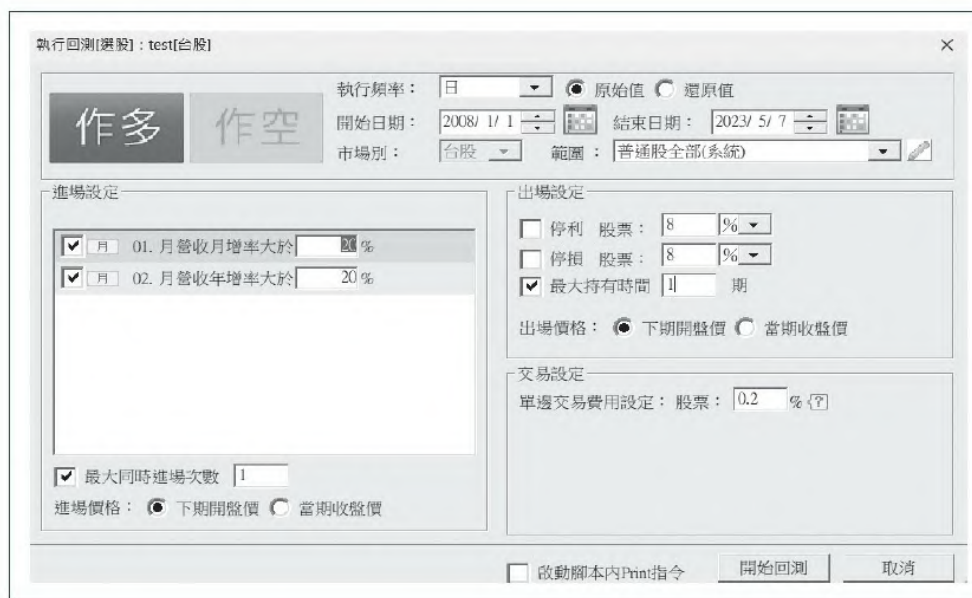 執行回測[選股]：test[台股]
作多 作空
執行頻率： 日 原始值 還原值
開始日期： 2008/ 1/ 1 結束日期： 2023/ 5/ 7
市場別： 台股 範圍： 普通股全部(系統)
進場設定
月 01. 月營收月增率大於 20 %
月 02. 月營收年增率大於 20 %
最大同時進場次數 1
進場價格： 下期開盤價 當期收盤價
出場設定
停利 股票： 8 %
停損 股票： 8 %
最大持有時間 1 期
出場價格： 下期開盤價 當期收盤價
交易設定
單邊交易費用設定： 股票： 0.2 % ?
啟動腳本內Print指令 開始回測 取消